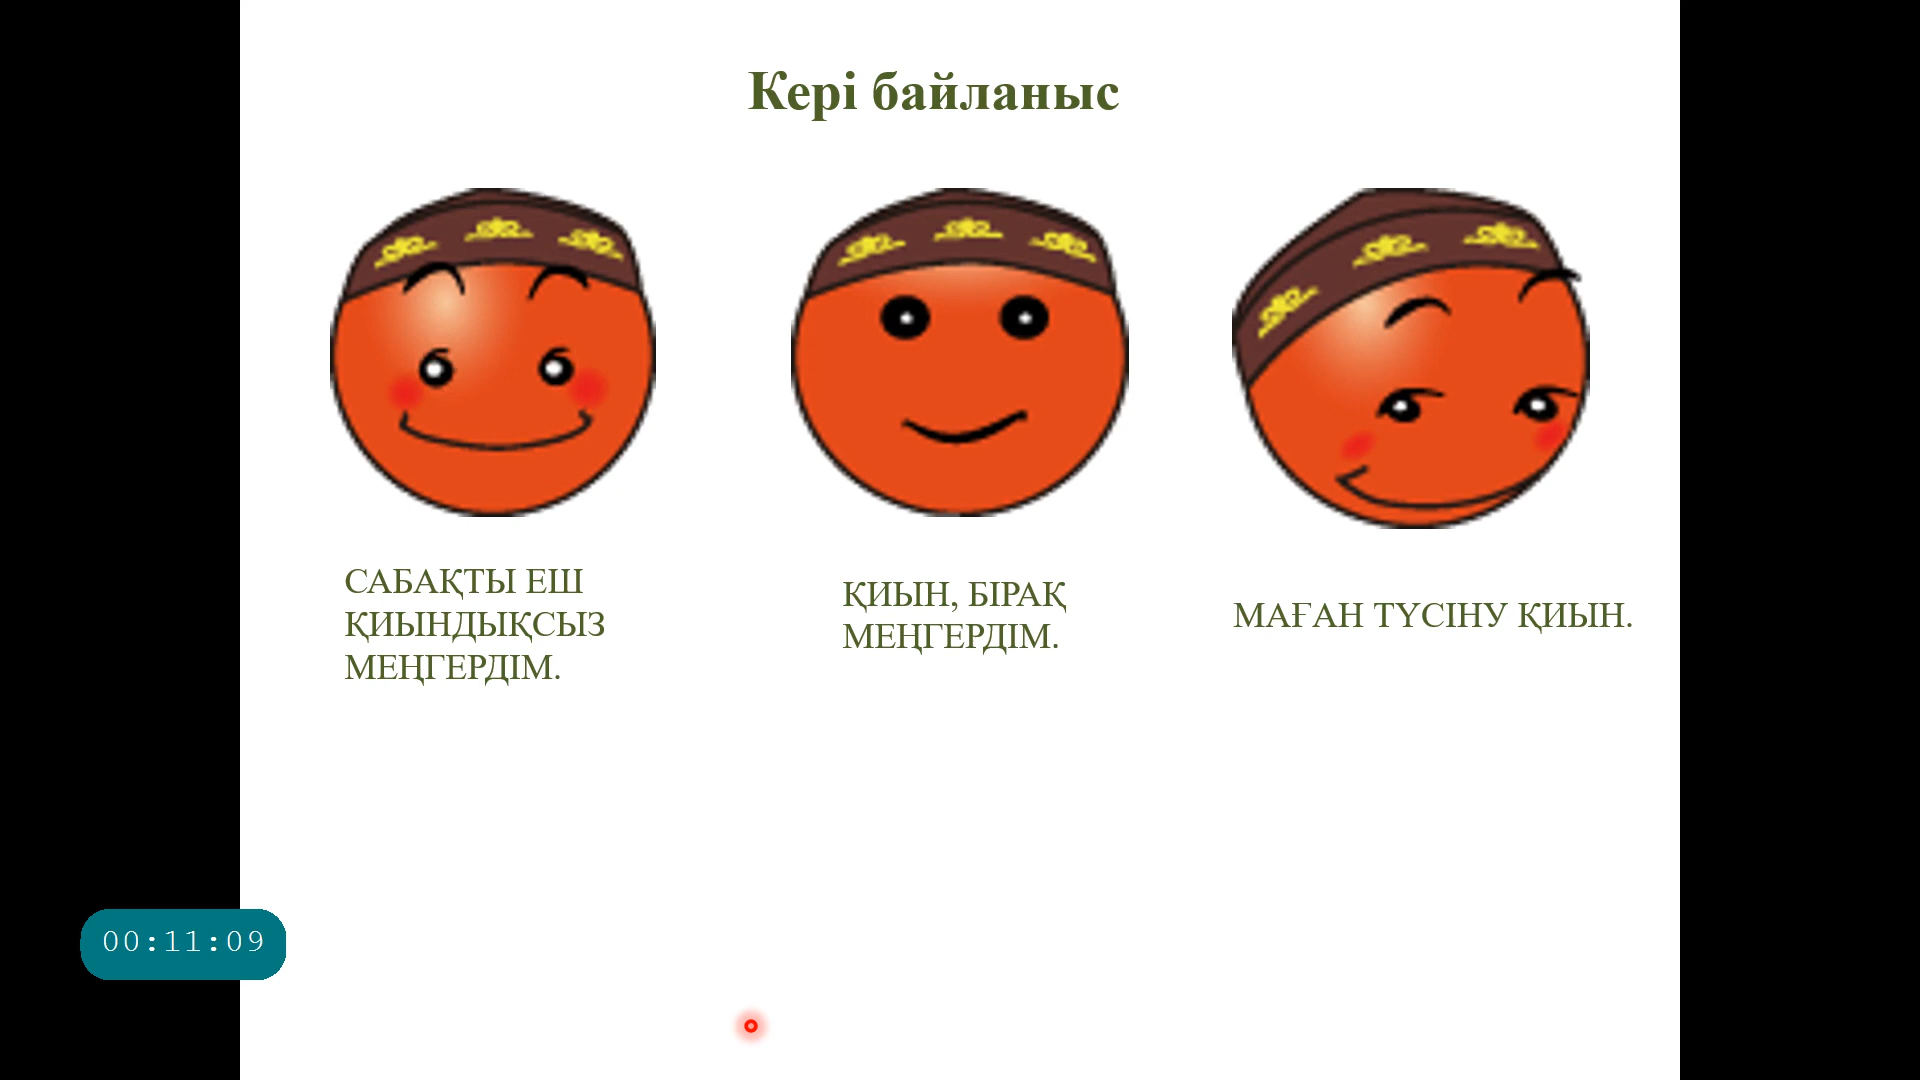 Кері байланыс
САБАҚТЫ ЕШ
ҚИЫНДЫҚСЫЗ
МЕҢГЕРДІМ.
ҚИЫН, БІРАҚ
МЕҢГЕРДІМ.
МАҒАН ТҮСІНУ ҚИЫН.
00:11:09